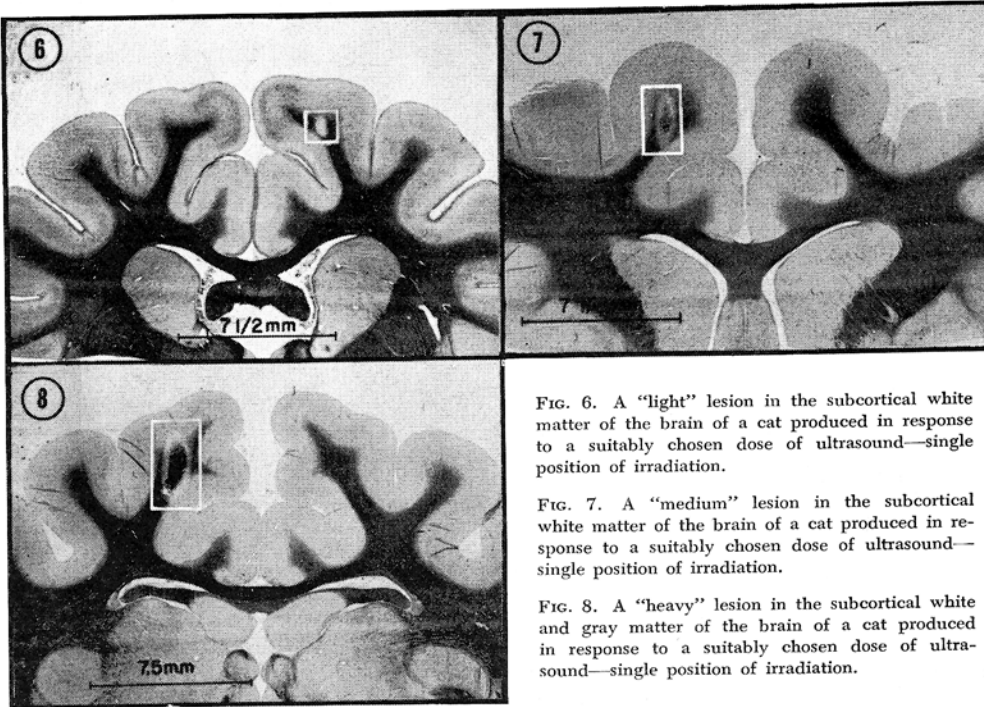 6
7
7 1/2 mm
7 1/
8
7.5mm
FIG. 6. A “light” lesion in the subcortical white
matter of the brain of a cat produced in response
to a suitably chosen dose of ultrasound—single
position of irradiation.
FIG. 7. A “medium” lesion in the subcortical
white matter of the brain of a cat produced in re-
sponse to a suitably chosen dose of ultrasound—
single position of irradiation.
FIG. 8. A “heavy” lesion in the subcortical white
and gray matter of the brain of a cat produced
in response to a suitably chosen dose of ultra-
sound—single position of irradiation.